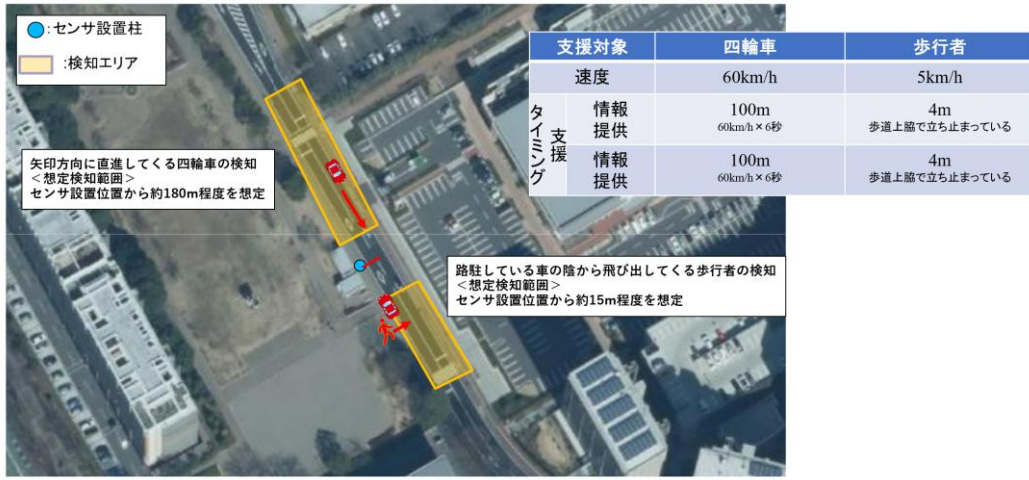 :センサ設置柱
:検知エリア
支援対象 四輪車 歩行者
速度 60km/h 5km/h
支援タイミング
情報提供 100m 4m
60km/h×6秒 歩道上脇で立ち止まっている
情報提供 100m 4m
60km/h×6秒 歩道上脇で立ち止まっている
矢印方向に直進してくる四輪車の検知
<想定検知範囲>
センサ設置位置から約180m程度を想定
路駐している車の陰から飛び出してくる歩行者の検知
<想定検知範囲>
センサ設置位置から約15m程度を想定